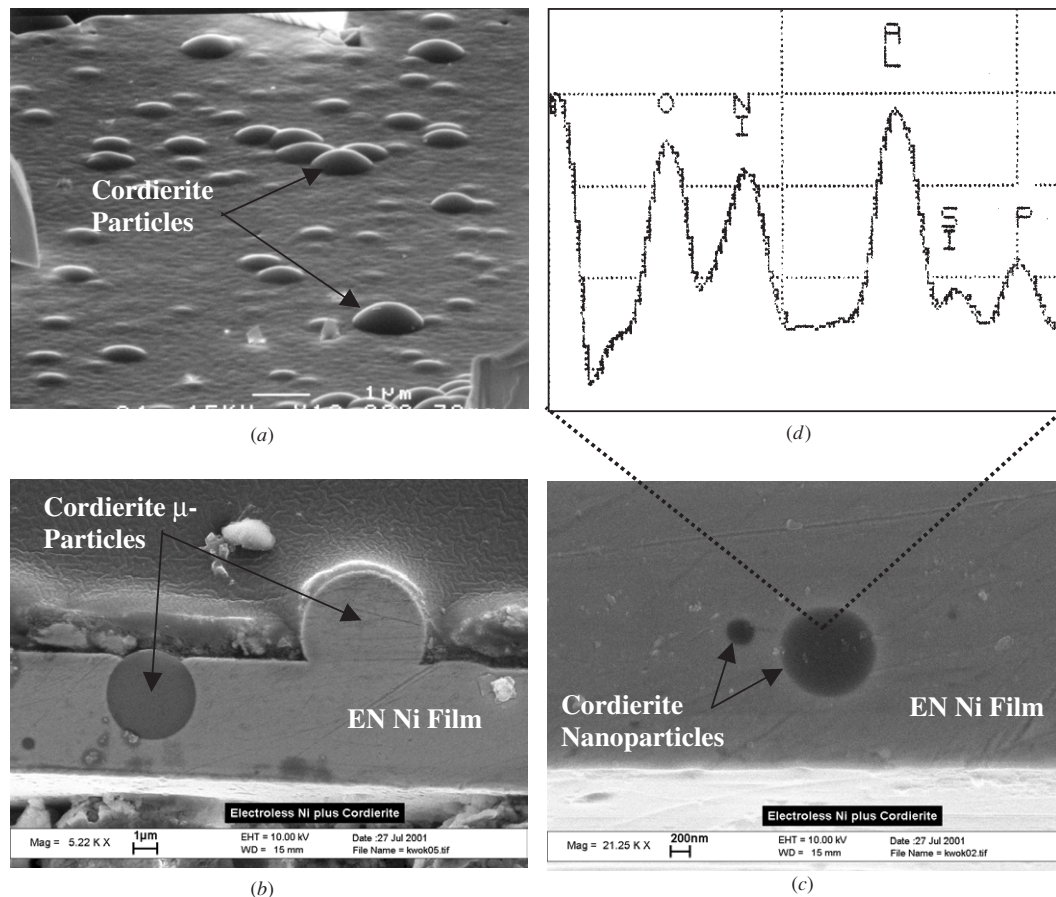 Cordierite
Particles
1μm
(a)
O
NI
AL
SI
P
(d)
Cordierite μ-
Particles
EN Ni Film
Electroless Ni plus Cordierite
Mag = 5.22 K X
1μm
EHT = 10.00 kV
WD = 15 mm
Date :27 Jul 2001
File Name = kwok05.tif
(b)
Cordierite
Nanoparticles
EN Ni Film
Electroless Ni plus Cordierite
Mag = 21.25 K X
200nm
EHT = 10.00 kV
WD = 15 mm
Date :27 Jul 2001
File Name = kwok02.tif
(c)